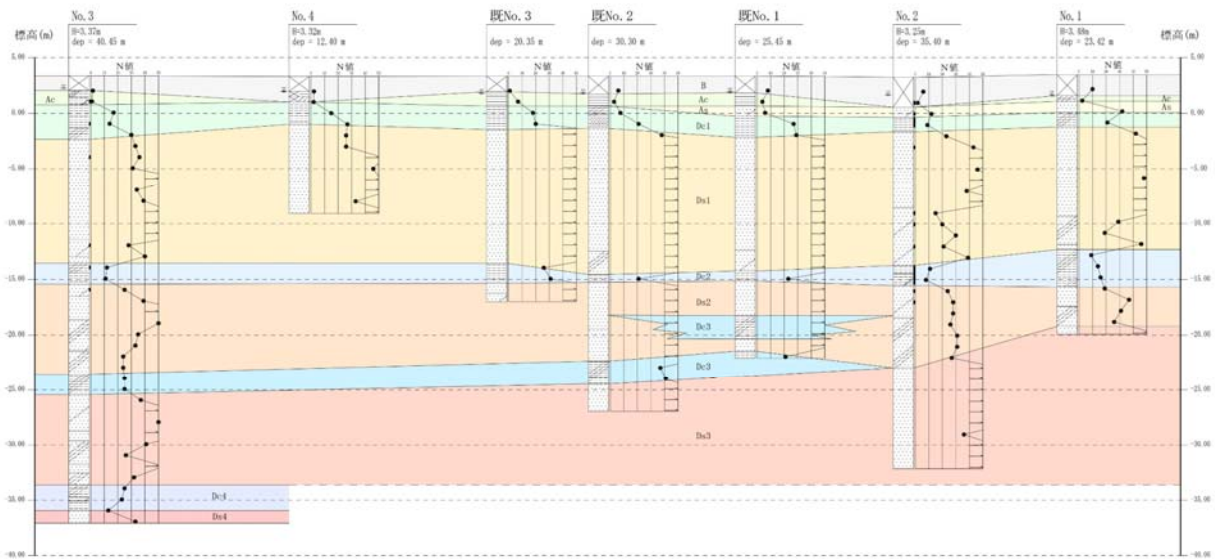 No.3
H=3.37m
dep = 40.45 m
No.4
H=3.32m
dep = 12.40 m
既No.3
dep = 20.35 m
既No.2
dep = 30.30 m
既No.1
dep = 25.45 m
No.2
H=3.25m
dep = 35.40 m
No.1
H=3.48m
dep = 23.42 m
標高(m)
標高(m)
N値
N値
N値
N値
N値
N値
N値
5.00
5.00
B
Ac
Ac
Ac
As
As
0.00
0.00
Dc1
-5.00
-5.00
Ds1
-10.00
-10.00
Dc2
-15.00
-15.00
Ds2
Dc3
-20.00
-20.00
Dc3
-25.00
-25.00
Ds3
-30.00
-30.00
Dc4
-35.00
-35.00
Ds4
-40.00
-40.00